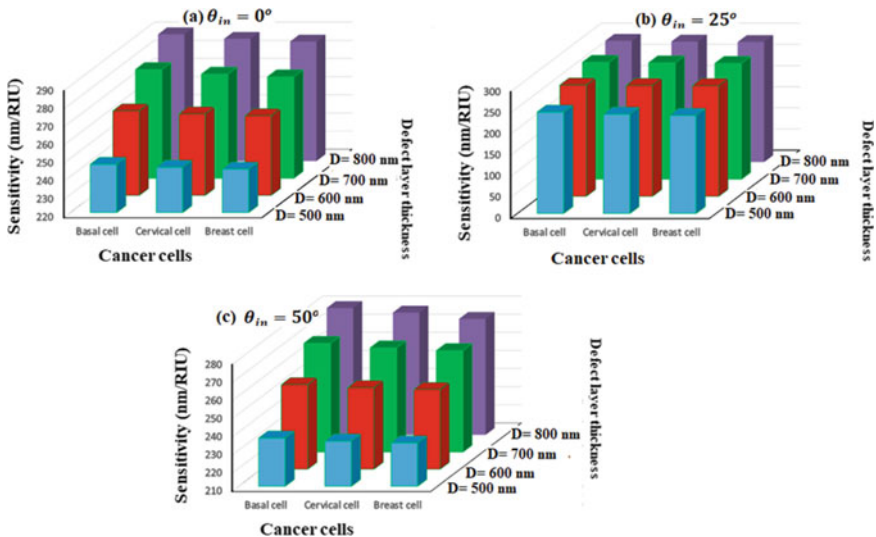 (a) θin = 0°
Sensitivity (nm/RIU)
290
280
270
260
250
240
230
220
Basal cell
Cervical cell
Breast cell
Cancer cells
D= 800 nm
D= 700 nm
D= 600 nm
D= 500 nm
Defect layer thickness
(b) θin = 25°
Sensitivity (nm/RIU)
300
250
200
150
100
50
0
Basal cell
Cervical cell
Breast cell
Cancer cells
D= 800 nm
D= 700 nm
D= 600 nm
D= 500 nm
Defect layer thickness
(c) θin = 50°
Sensitivity (nm/RIU)
280
270
260
250
240
230
220
210
Basal cell
Cervical cell
Breast cell
Cancer cells
D= 800 nm
D= 700 nm
D= 600 nm
D= 500 nm
Defect layer thickness